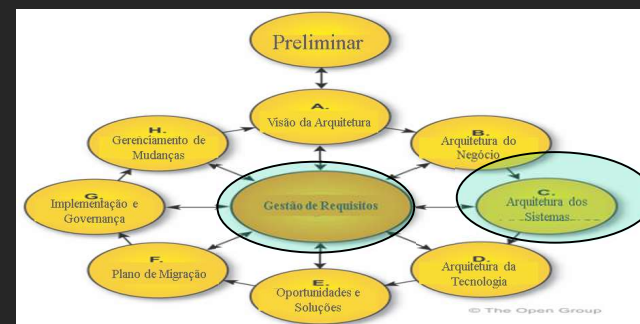 Preliminar
A.
Visão da Arquitetura
H.
Gerenciamento de
Mudanças
B.
Arquitetura do
Negócio
G.
Implementação e
Governança
Gestão de Requisitos
C.
Arquitetura dos
Sistemas
F.
Plano de Migração
D.
Arquitetura da
Tecnologia
E.
Oportunidades e
Soluções
© The Open Group